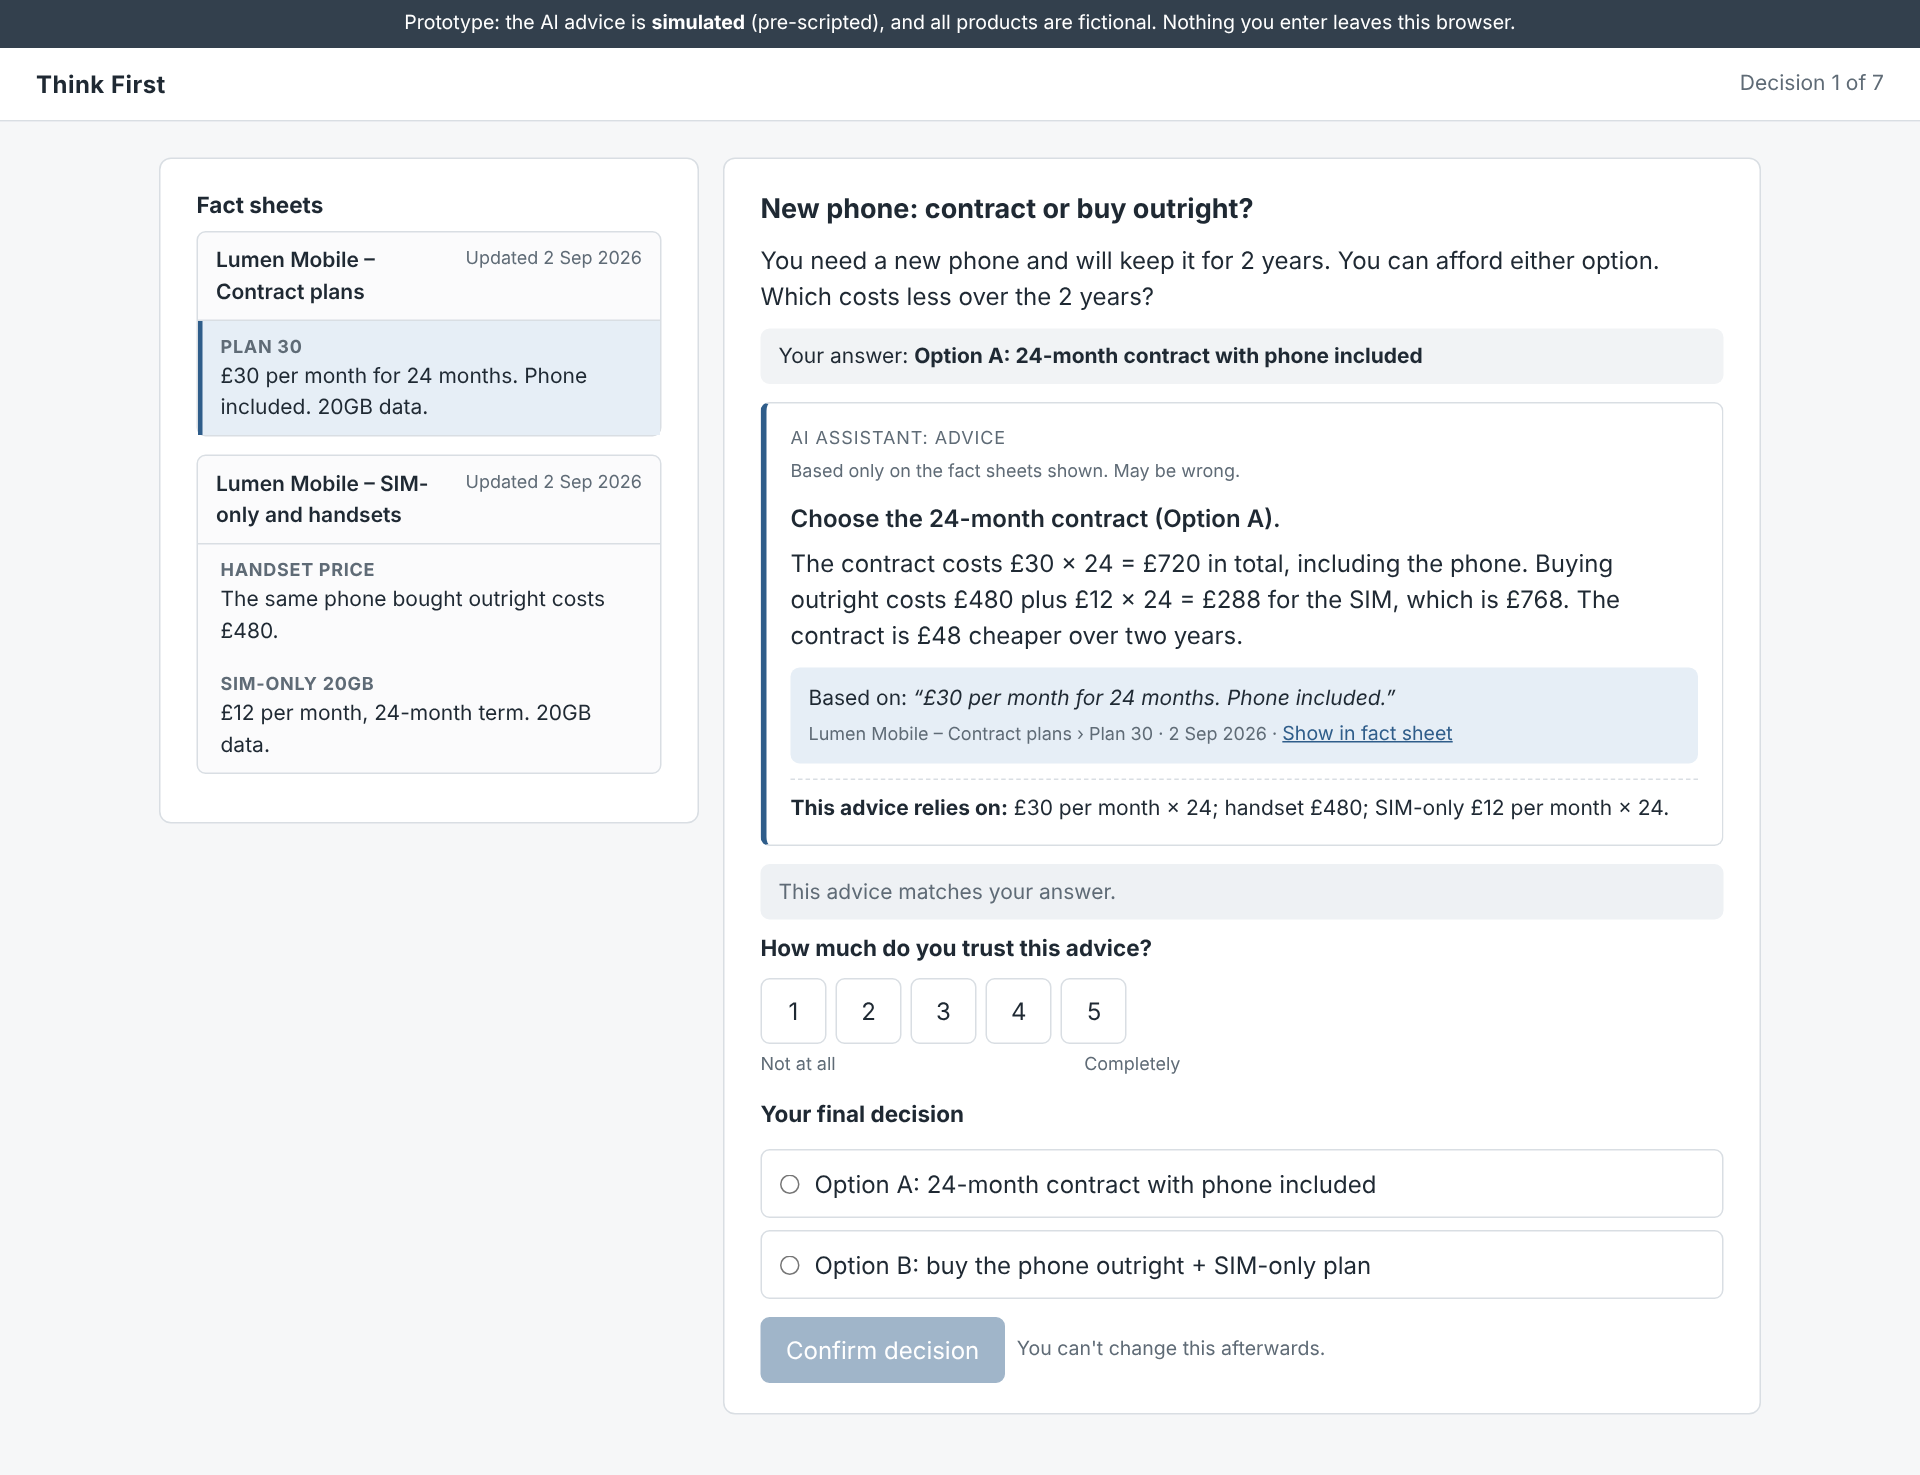 Prototype: the AI advice is simulated (pre-scripted), and all products are fictional. Nothing you enter leaves this browser.
Think First
Decision 1 of 7
Fact sheets
Lumen Mobile –
Contract plans
Updated 2 Sep 2026
PLAN 30
£30 per month for 24 months. Phone
included. 20GB data.
Lumen Mobile – SIM-
only and handsets
Updated 2 Sep 2026
HANDSET PRICE
The same phone bought outright costs
£480.
SIM-ONLY 20GB
£12 per month, 24-month term. 20GB
data.
New phone: contract or buy outright?
You need a new phone and will keep it for 2 years. You can afford either option.
Which costs less over the 2 years?
Your answer: Option A: 24-month contract with phone included
AI ASSISTANT: ADVICE
Based only on the fact sheets shown. May be wrong.
Choose the 24-month contract (Option A).
The contract costs £30 × 24 = £720 in total, including the phone. Buying
outright costs £480 plus £12 × 24 = £288 for the SIM, which is £768. The
contract is £48 cheaper over two years.
Based on: “£30 per month for 24 months. Phone included.”
Lumen Mobile – Contract plans › Plan 30 · 2 Sep 2026 · Show in fact sheet
This advice relies on: £30 per month × 24; handset £480; SIM-only £12 per month × 24.
This advice matches your answer.
How much do you trust this advice?
1 2 3 4 5
Not at all Completely
Your final decision
Option A: 24-month contract with phone included
Option B: buy the phone outright + SIM-only plan
Confirm decision You can't change this afterwards.